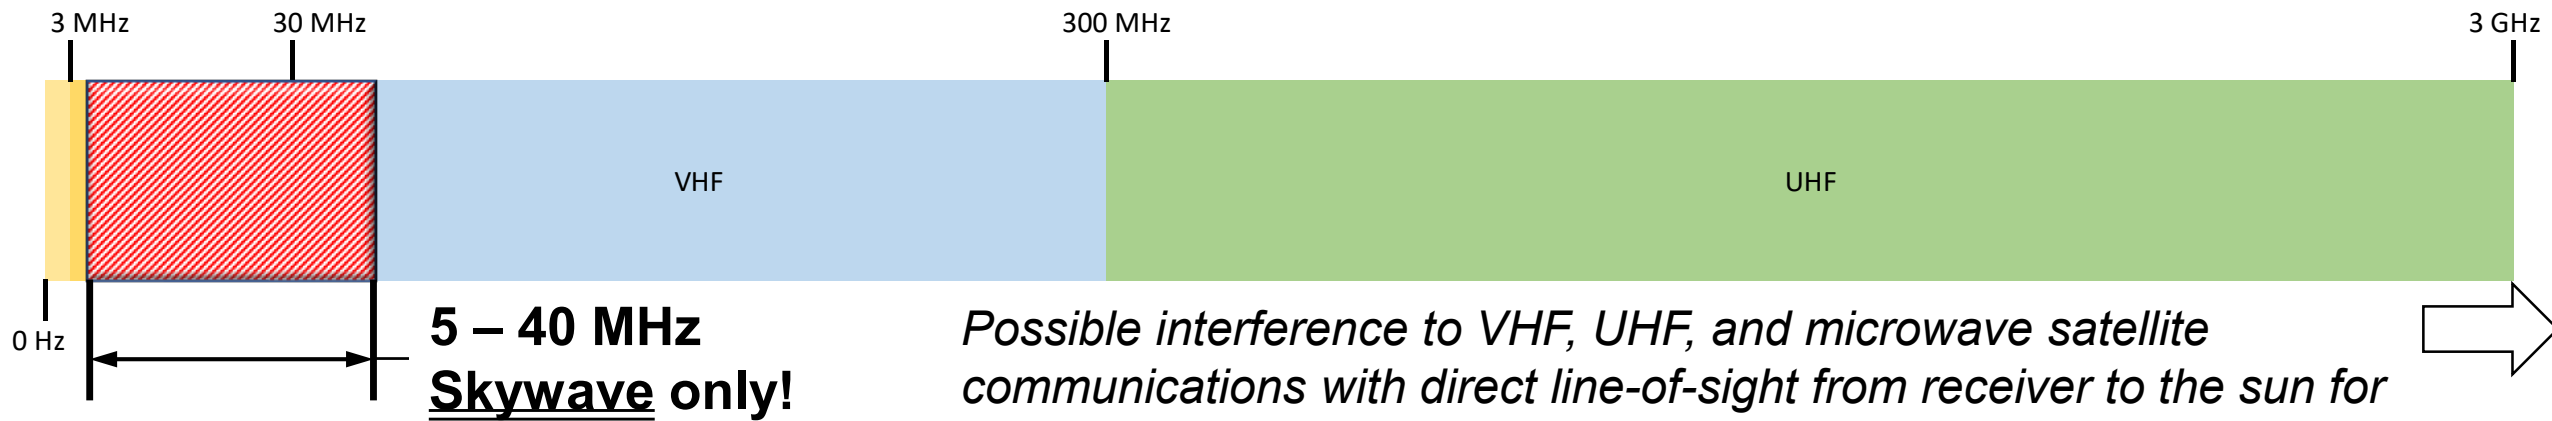 3 MHz
30 MHz
300 MHz
3 GHz
VHF
UHF
0 Hz
5 – 40 MHz
Skywave only!
Possible interference to VHF, UHF, and microwave satellite
communications with direct line-of-sight from receiver to the sun for